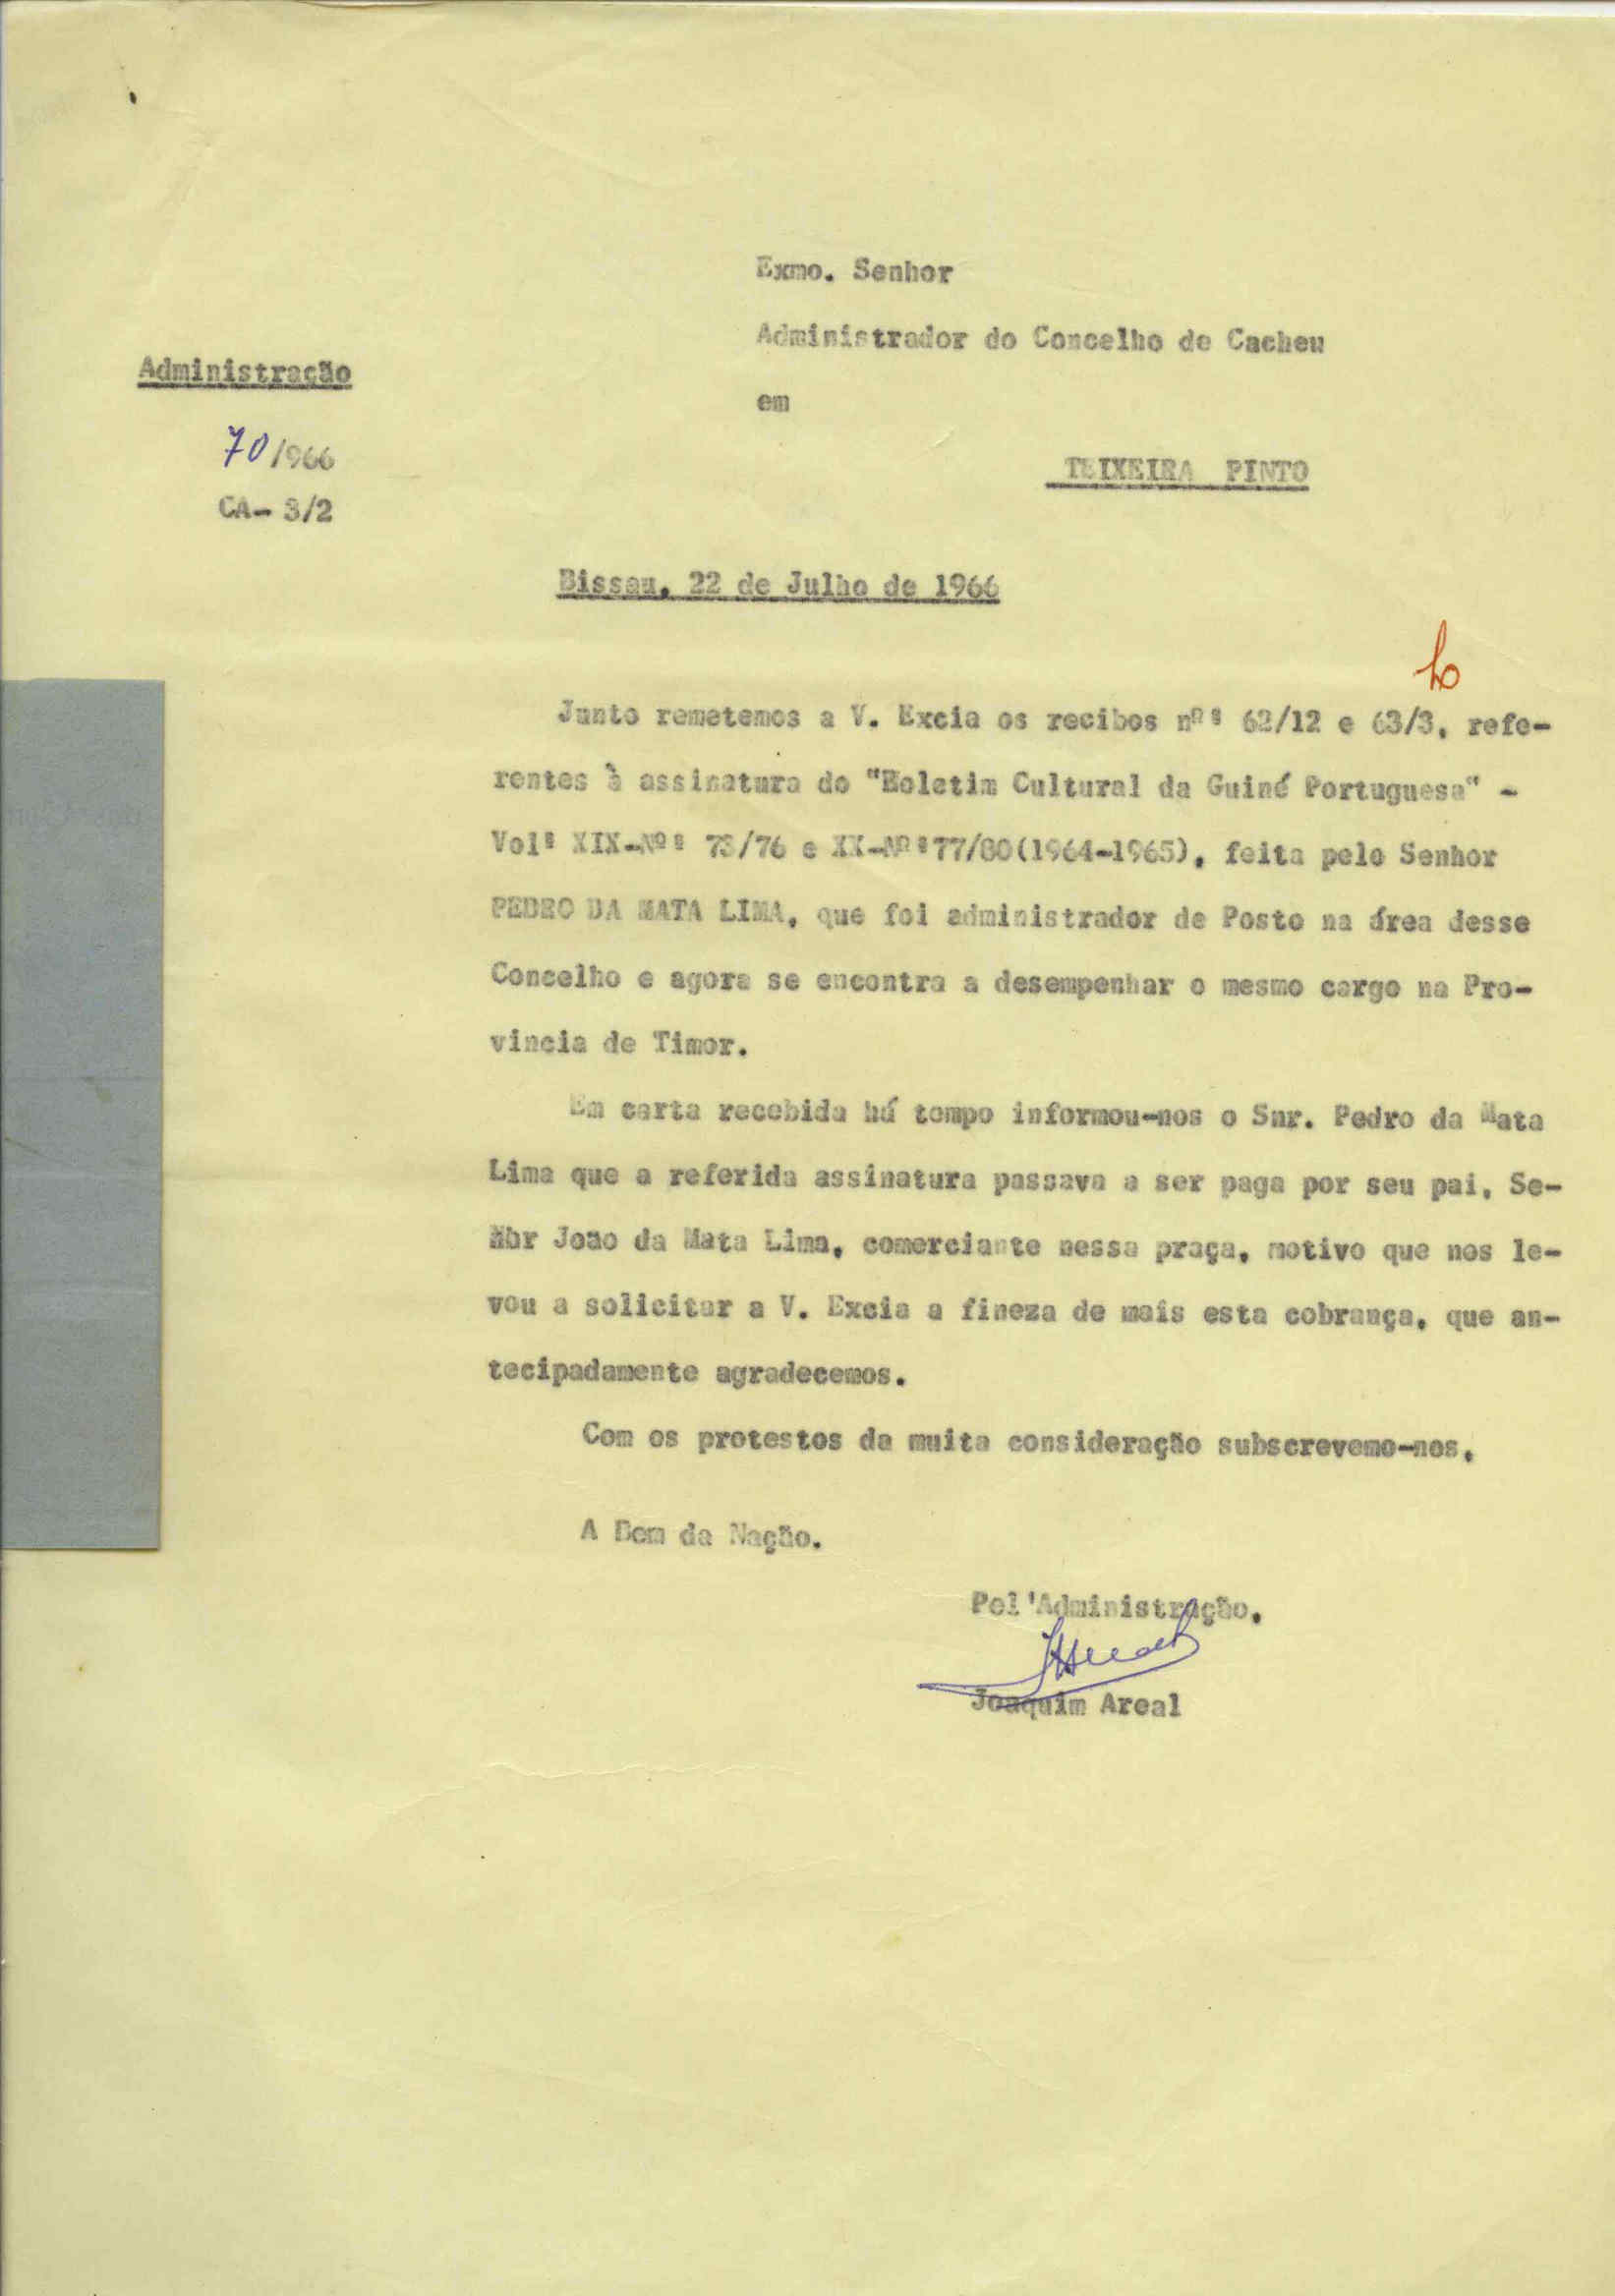 Exmo. Senhor
Administrador do Concelho de Cacheu
Administração
em
70/966
TEIXEIRA PINTO
CA- 3/2
Bissau, 22 de Julho de 1966
Junto remetemos a V. Excia os recibos nºs 62/12 e 63/3, refe-
rentes à assinatura do "Boletim Cultural da Guiné Portuguesa" -
Vols XIX-Nºs 73/76 e XX-Nºs77/80(1964-1965), feita pelo Senhor
PEDRO DA MATA LIMA, que foi administrador de Posto na área desse
Concelho e agora se encontra a desempenhar o mesmo cargo na Pro-
vincia de Timor.
Em carta recebida há tempo informou-nos o Snr. Pedro da Mata
Lima que a referida assinatura passava a ser paga por seu pai, Se-
nhor João da Mata Lima, comerciante nessa praça, motivo que nos le-
vou a solicitar a V. Excia a fineza de mais esta cobrança, que an-
tecipadamente agradecemos.
Com os protestos da muita consideração subscrevemo-nos,
A Bem da Nação.
Pel'Administração,
Joaquim Areal